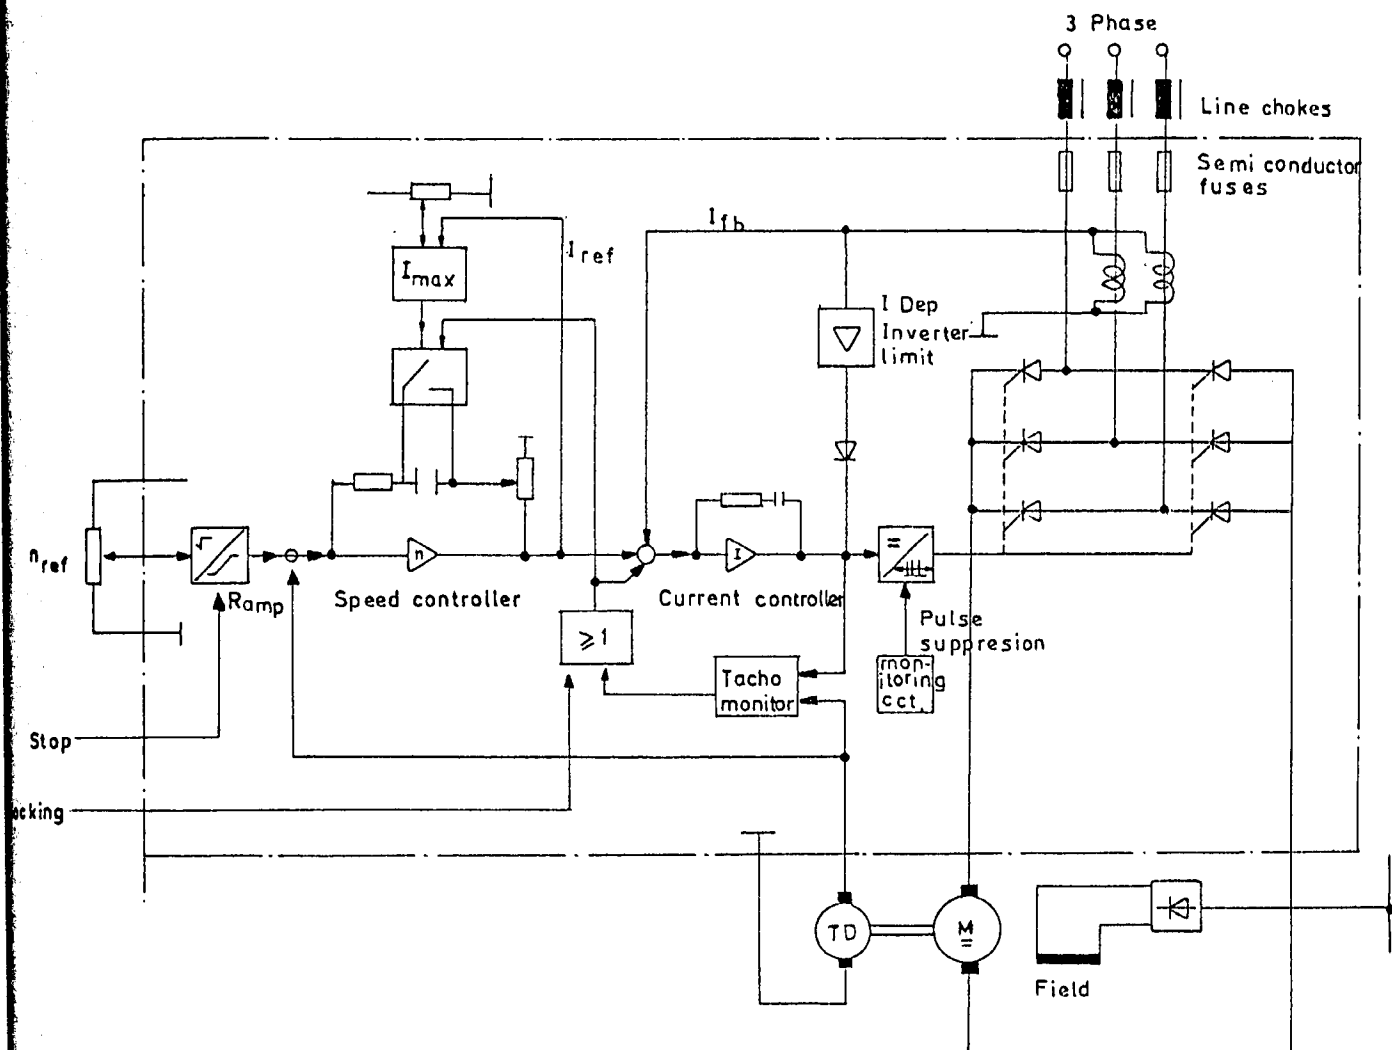 3 Phase
Line chokes
Semi conductor
fuses
I fb
I ref
I max
I Dep
Inverter
limit
n ref
n
I
=
Ramp
Speed controller
Current controller
≥1
Pulse
suppresion
Tacho
monitor
mon-
itoring
cct.
Stop
ocking
TD
M
=
Field